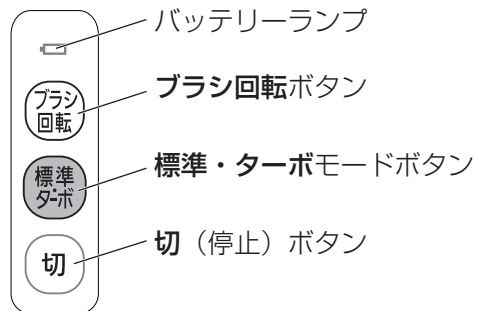 バッテリーランプ
ブラシ
回転
ブラシ回転ボタン
標準
ターボ
標準・ターボモードボタン
切
切（停止）ボタン